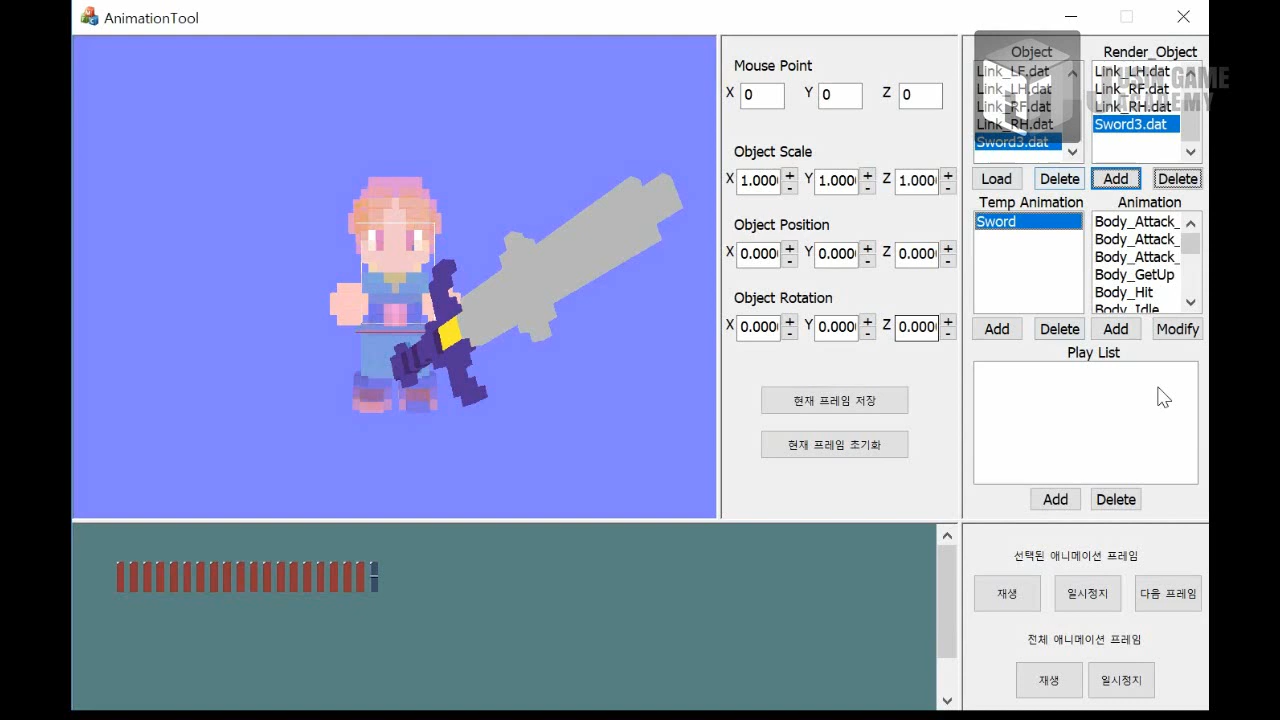 AnimationTool
Mouse Point
X 0 Y 0 Z 0
Object Scale
X 1.000 + - Y 1.000 + - Z 1.000 + -
Object Position
X 0.000 + - Y 0.000 + - Z 0.000 + -
Object Rotation
X 0.000 + - Y 0.000 + - Z 0.000 + -
현재 프레임 저장
현재 프레임 초기화
Object
Link_LF.dat
Link_LH.dat
Link_RF.dat
Link_RH.dat
Sword3.dat
Load Delete
Render_Object
Link_LH.dat
Link_RF.dat
Link_RH.dat
Sword3.dat
Add Delete
GAME
ACADEMY
Temp Animation
Sword
Add Delete
Animation
Body_Attack_
Body_Attack_
Body_Attack_
Body_GetUp
Body_Hit
Body_Idle
Add Modify
Play List
Add Delete
선택된 애니메이션 프레임
재생 일시정지 다음 프레임
전체 애니메이션 프레임
재생 일시정지